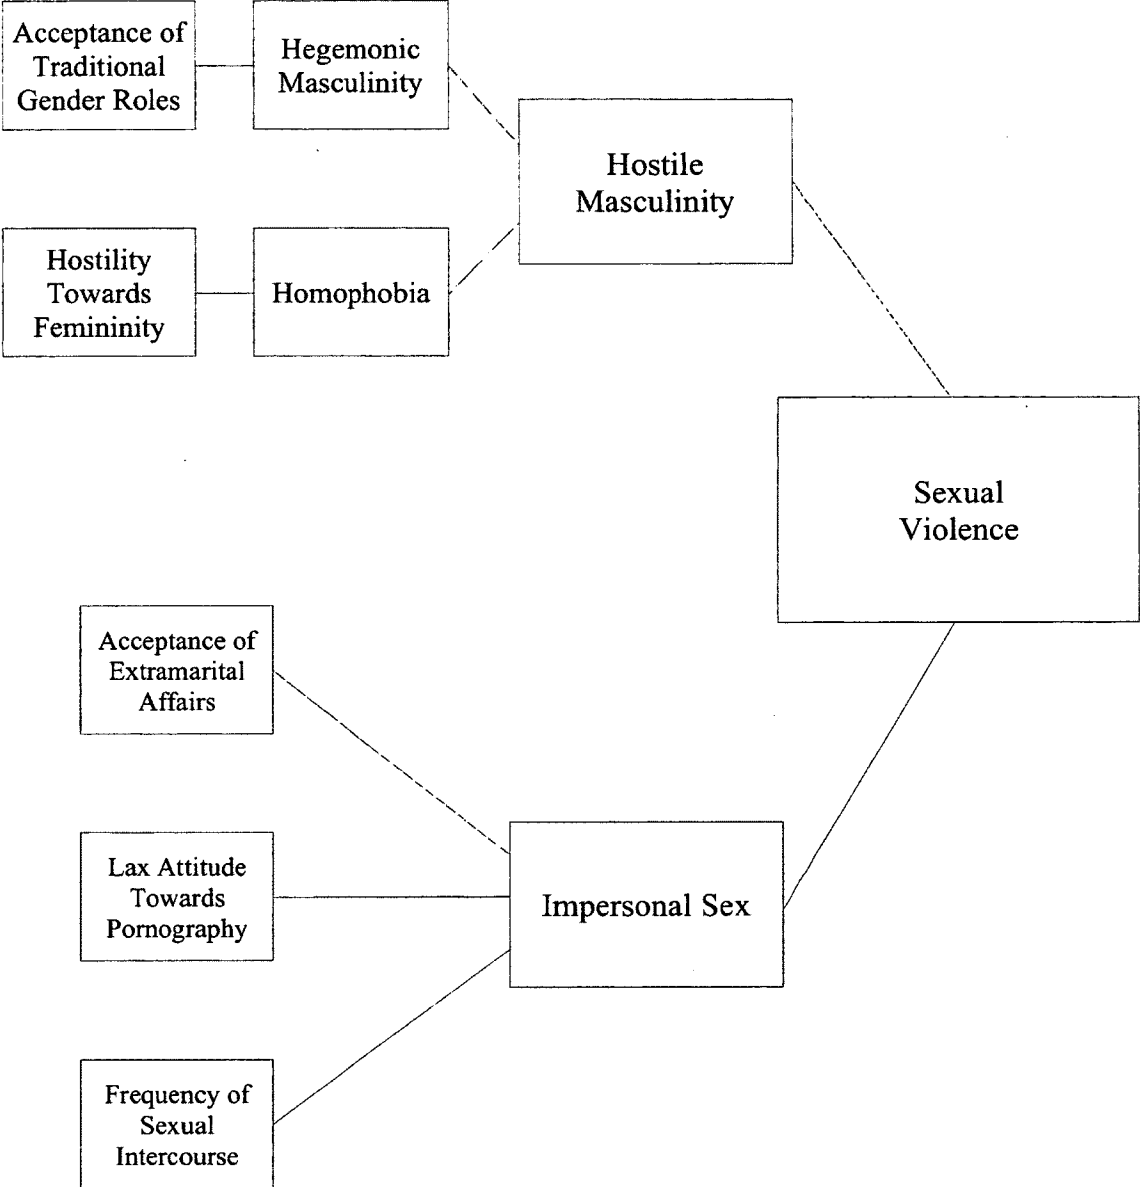 Acceptance of
Traditional
Gender Roles
Hegemonic
Masculinity
Hostile
Masculinity
Hostility
Towards
Femininity
Homophobia
Sexual
Violence
Acceptance of
Extramarital
Affairs
Lax Attitude
Towards
Pornography
Impersonal Sex
Frequency of
Sexual
Intercourse